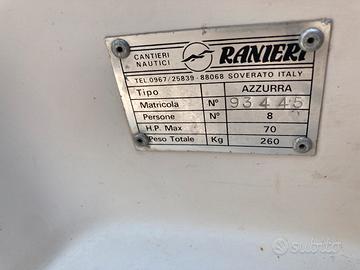 CANTIERI
NAUTICI
RANIERI
TEL. 0967/25839 - 88068 SOVERATO ITALY
Tipo AZZURRA
Matricola N° 93445
Persone N° 8
H.P. Max 70
Peso Totale Kg 260
subito